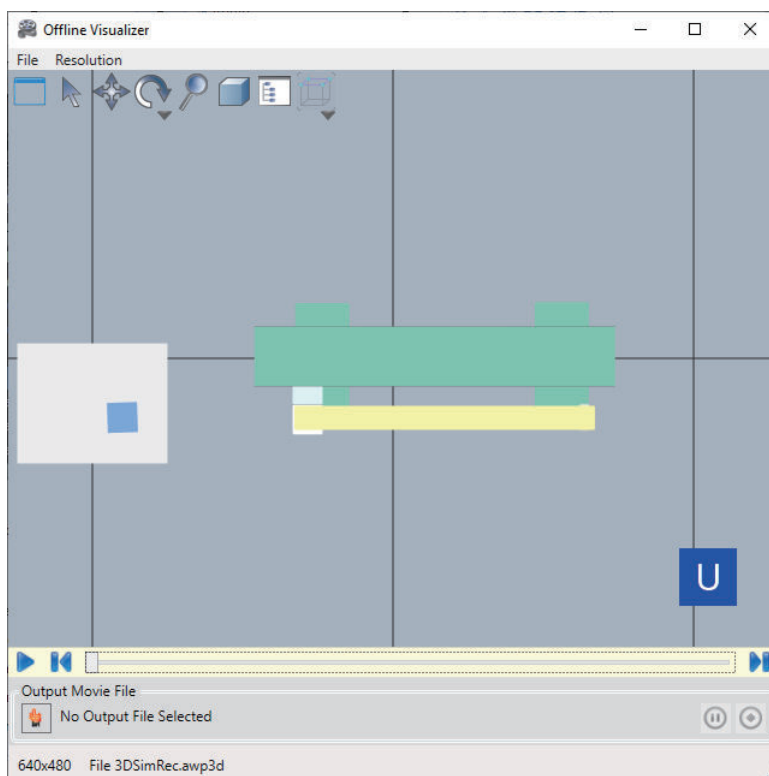 Offline Visualizer
File Resolution
U
Output Movie File
No Output File Selected
640x480 File 3DSimRec.awp3d